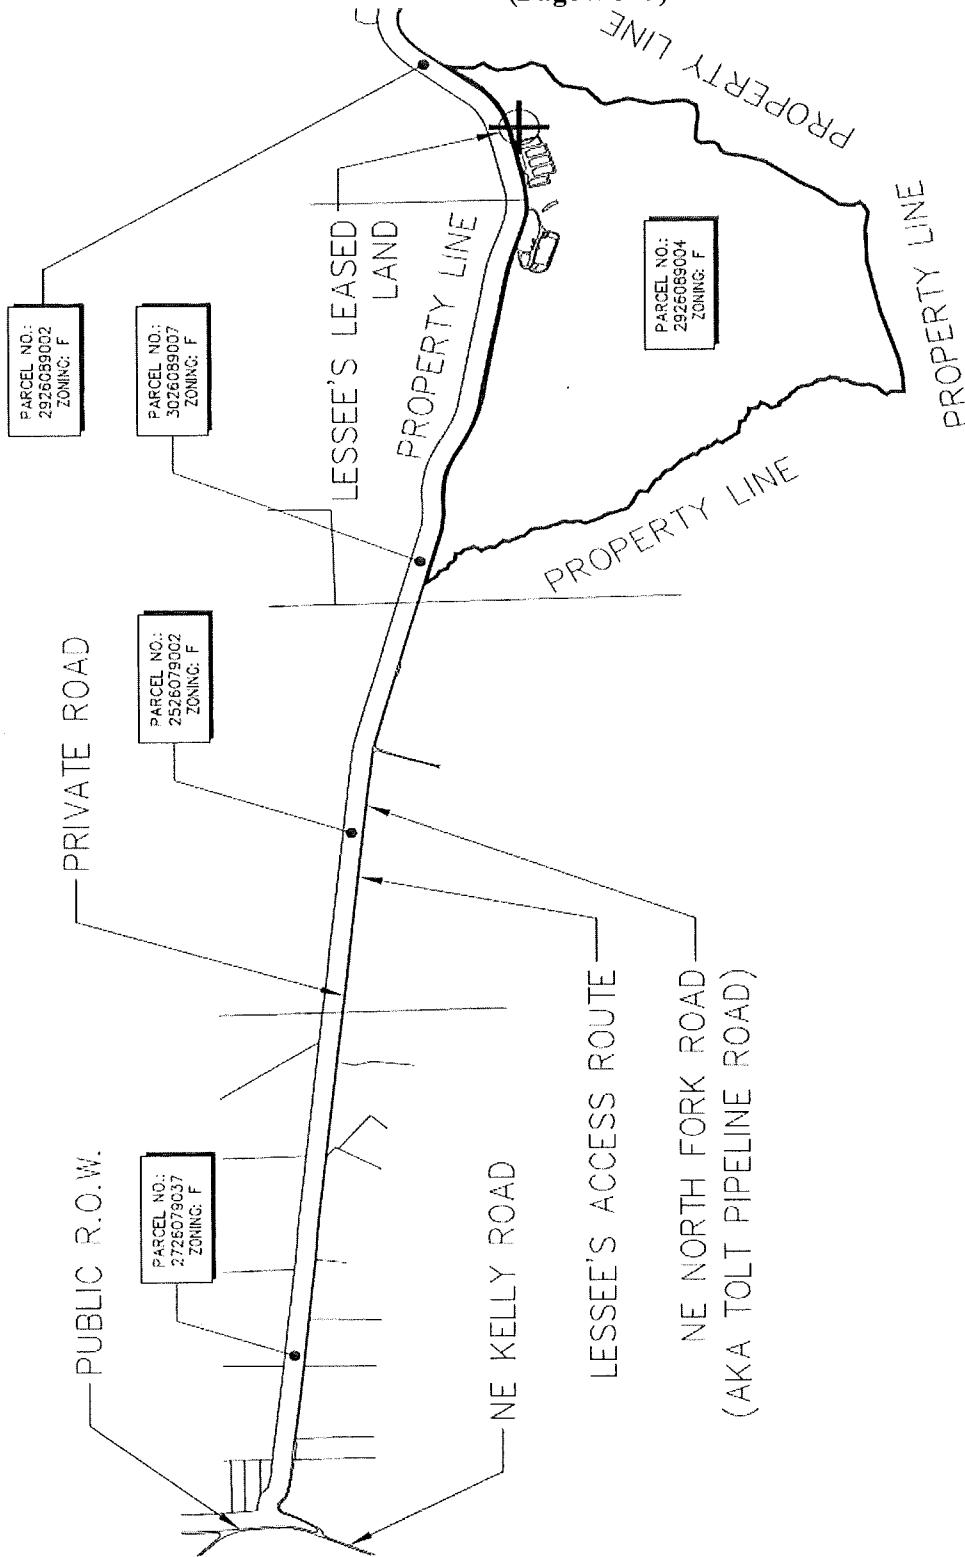 PARCEL NO.:
2926089002
ZONING: F
PARCEL NO.:
3026089007
ZONING: F
PARCEL NO.:
2526079002
ZONING: F
PARCEL NO.:
2726079037
ZONING: F
PARCEL NO.:
2926089004
ZONING: F
PUBLIC R.O.W.
PRIVATE ROAD
LESSEE'S LEASED
LAND
PROPERTY LINE
PROPERTY LINE
PROPERTY LINE
PROPERTY LINE
NE KELLY ROAD
LESSEE'S ACCESS ROUTE
NE NORTH FORK ROAD
(AKA TOLT PIPELINE ROAD)